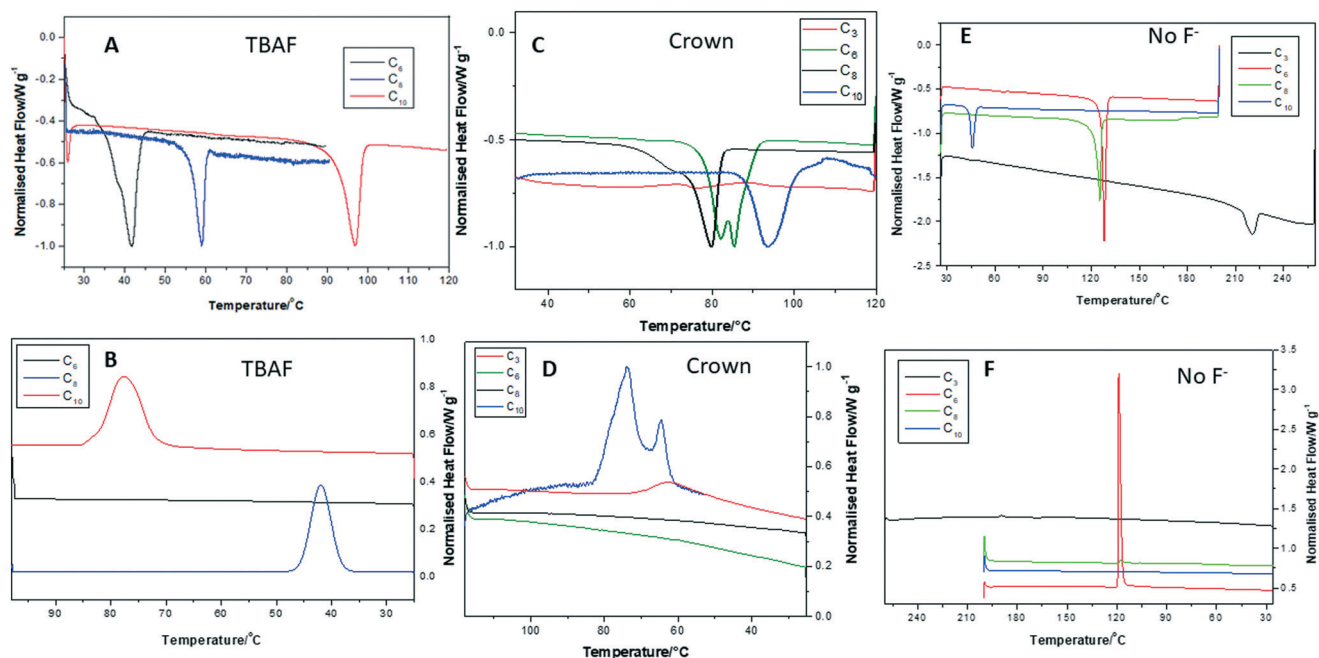 A
TBAF
C6
C8
C10
0.0
-0.2
-0.4
-0.6
-0.8
-1.0
Normalised Heat Flow/W g-1
30 40 50 60 70 80 90 100 110 120
Temperature/°C
C
Crown
C3
C6
C8
C10
0.0
-0.5
-1.0
Normalised Heat Flow/W g-1
40 60 80 100 120
Temperature/°C
E
No F-
C3
C6
C8
C10
0.0
-0.5
-1.0
-1.5
-2.0
-2.5
Normalised Heat Flow/W g-1
30 60 90 120 150 180 210 240
Temperature/°C
B
TBAF
C6
C8
C10
1.0
0.8
0.6
0.4
0.2
0.0
Normalised Heat Flow/W g-1
90 80 70 60 50 40 30
Temperature/°C
D
Crown
C3
C6
C8
C10
1.0
0.9
0.8
0.7
0.6
0.5
0.4
0.3
0.2
0.1
0.0
Normalised Heat Flow/W g-1
100 80 60 40
Temperature/°C
F
No F-
C3
C6
C8
C10
3.5
3.0
2.5
2.0
1.5
1.0
0.5
Normalised Heat Flow/W g-1
240 210 180 150 120 90 60 30
Temperature/°C